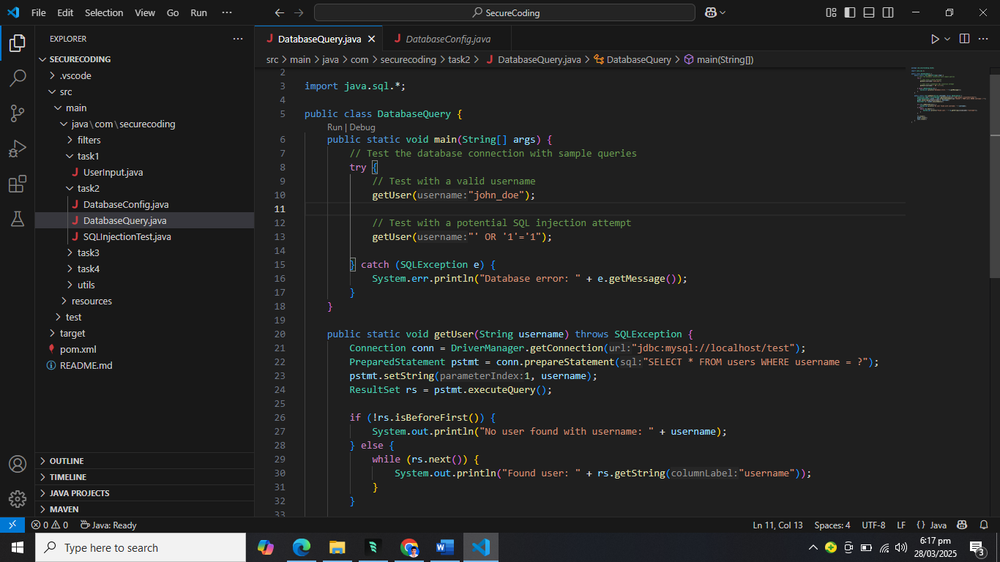 File Edit Selection View Go Run ··· SecureCoding
EXPLORER ···
SECURECODING
.vscode
src
main
java\com\securecoding
filters
task1
UserInput.java
task2
DatabaseConfig.java
DatabaseQuery.java
SQLInjectionTest.java
task3
task4
utils
resources
test
target
pom.xml
README.md
OUTLINE
TIMELINE
JAVA PROJECTS
MAVEN
DatabaseQuery.java DatabaseConfig.java
src > main > java > com > securecoding > task2 > DatabaseQuery.java > DatabaseQuery > main(String[])
2
3 import java.sql.*;
4
5 public class DatabaseQuery {
Run | Debug
6 public static void main(String[] args) {
7 // Test the database connection with sample queries
8 try {
9 // Test with a valid username
10 getUser(username:"john_doe");
11
12 // Test with a potential SQL injection attempt
13 getUser(username:"' OR '1'='1");
14
15 } catch (SQLException e) {
16 System.err.println("Database error: " + e.getMessage());
17 }
18 }
19
20 public static void getUser(String username) throws SQLException {
21 Connection conn = DriverManager.getConnection(url:"jdbc:mysql://localhost/test");
22 PreparedStatement pstmt = conn.prepareStatement(sql:"SELECT * FROM users WHERE username = ?");
23 pstmt.setString(parameterIndex:1, username);
24 ResultSet rs = pstmt.executeQuery();
25
26 if (!rs.isBeforeFirst()) {
27 System.out.println("No user found with username: " + username);
28 } else {
29 while (rs.next()) {
30 System.out.println("Found user: " + rs.getString(columnLabel:"username"));
31 }
32 }
33
0 0 Java: Ready Ln 11, Col 13 Spaces: 4 UTF-8 LF {} Java
Type here to search
6:17 pm
28/03/2025
3